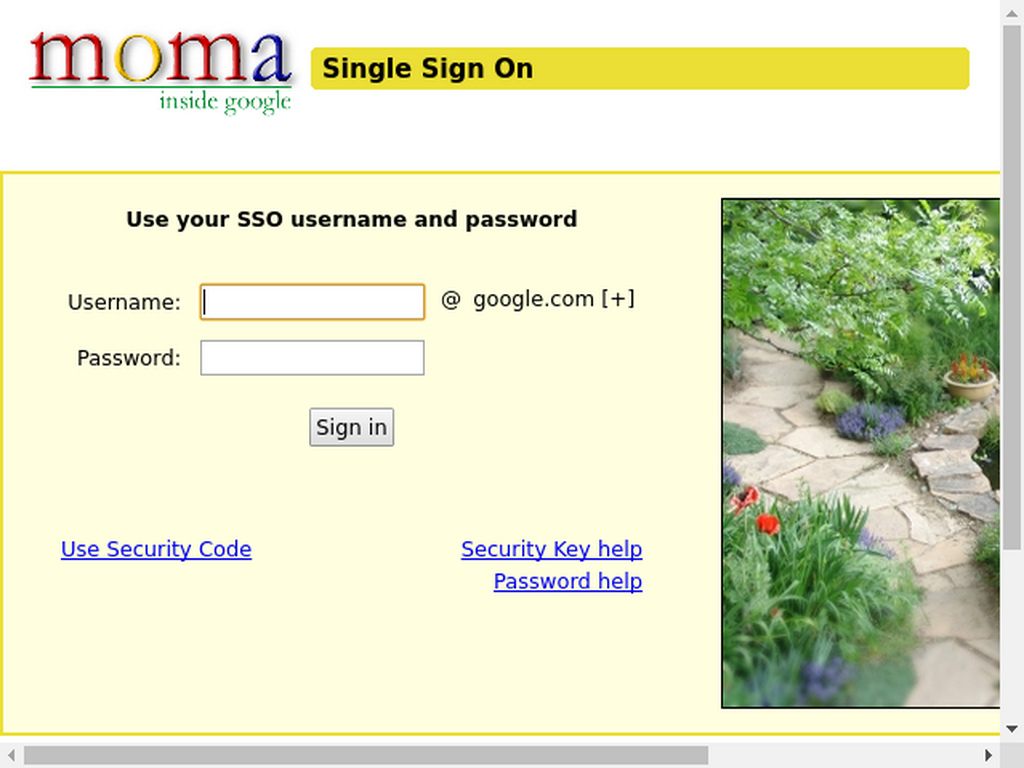 moma
inside google
Single Sign On
Use your SSO username and password
Username: @ google.com [+]
Password:
Sign in
Use Security Code
Security Key help
Password help